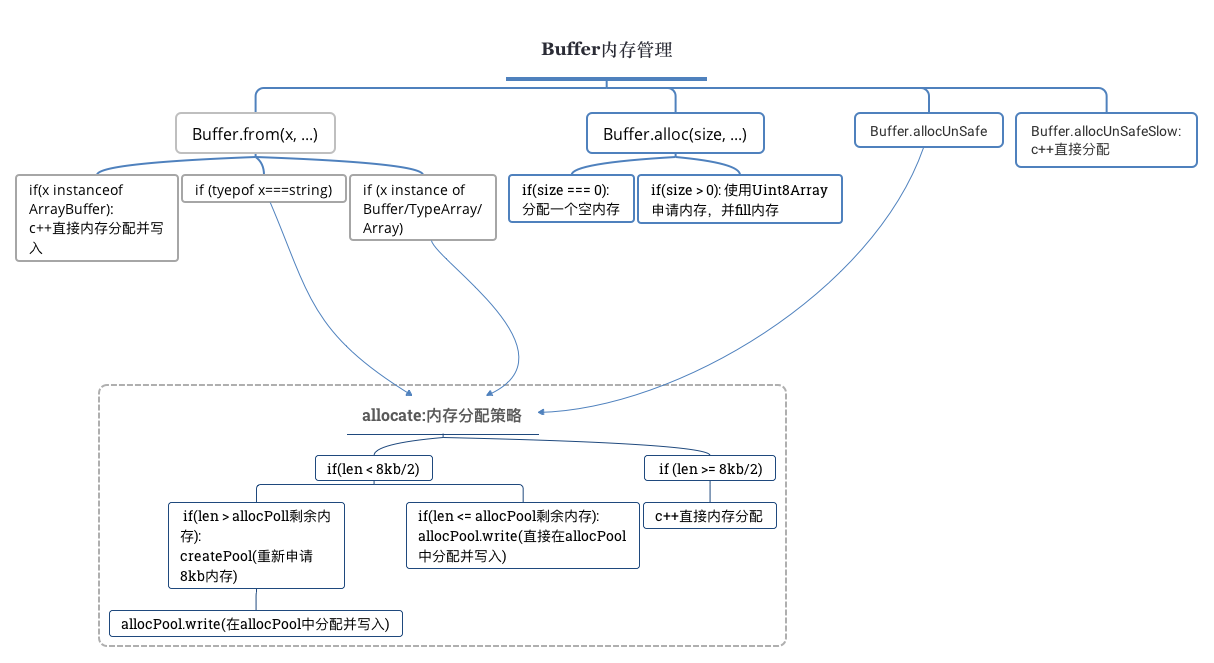 Buffer内存管理
Buffer.from(x, ...)
Buffer.alloc(size, ...)
Buffer.allocUnSafe
Buffer.allocUnSafeSlow:
c++直接分配
if(x instanceof
ArrayBuffer):
c++直接内存分配并写
入
if (tyepof x===string)
if (x instance of
Buffer/TypeArray/
Array)
if(size === 0):
分配一个空内存
if(size > 0): 使用Uint8Array
申请内存，并fill内存
allocate:内存分配策略
if(len < 8kb/2)
if (len >= 8kb/2)
if(len > allocPoll剩余内
存):
createPool(重新申请
8kb内存)
if(len <= allocPool剩余内存):
allocPool.write(直接在allocPool
中分配并写入)
c++直接内存分配
allocPool.write(在allocPool中分配并写入)